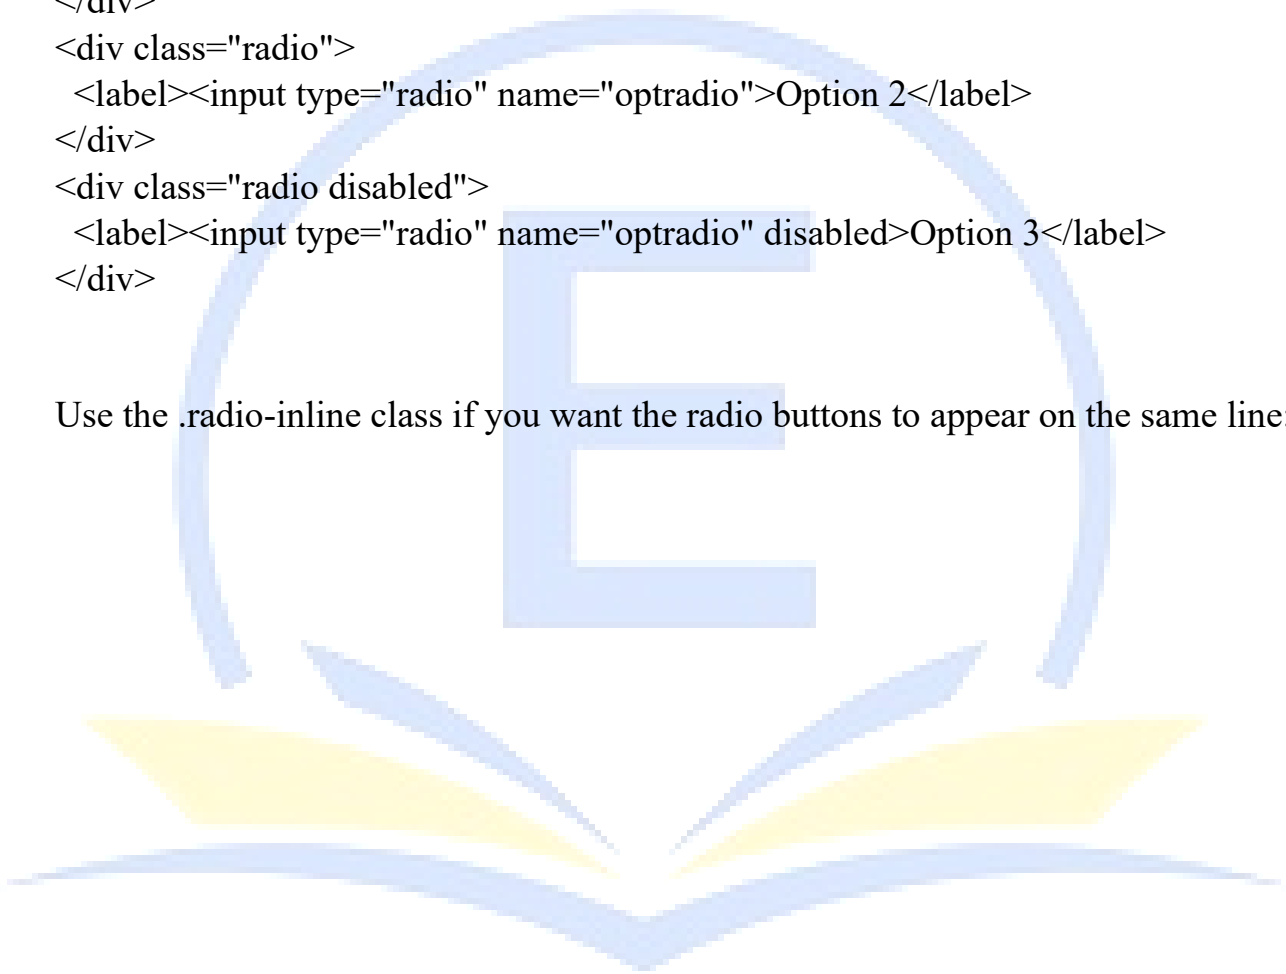 </div>
<div class="radio">
  <label><input type="radio" name="optradio">Option 2</label>
</div>
<div class="radio disabled">
  <label><input type="radio" name="optradio" disabled>Option 3</label>
</div>
Use the .radio-inline class if you want the radio buttons to appear on the same line:
E